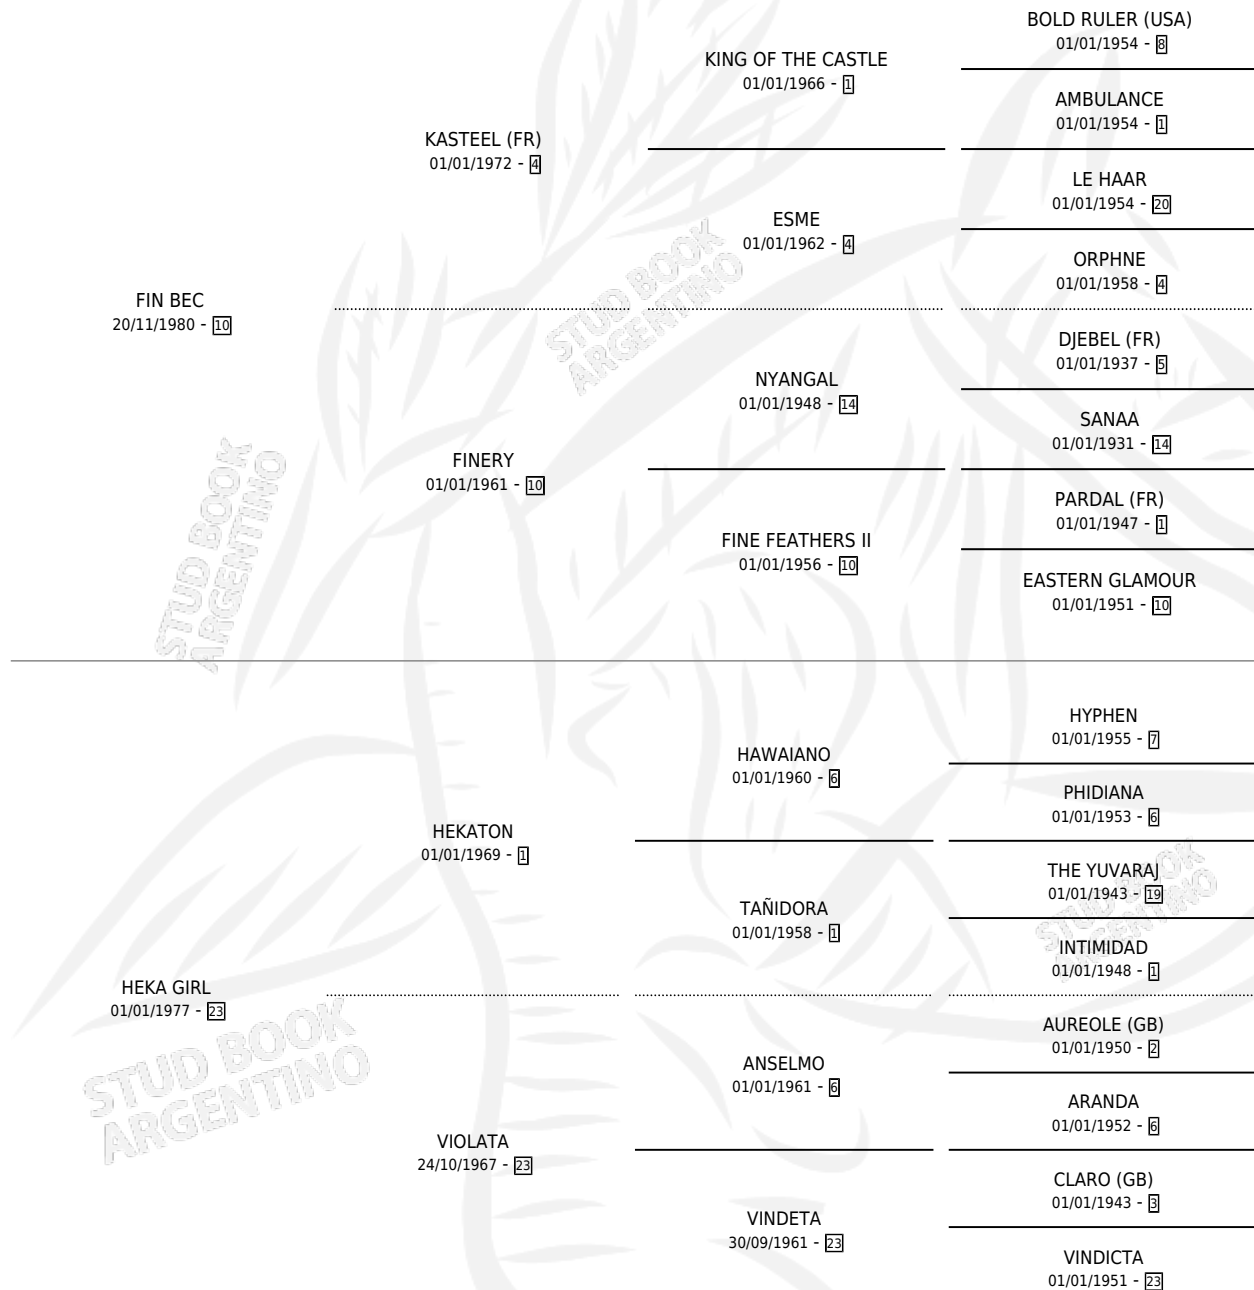 BOLD RULER (USA)
01/01/1954 - 8
KING OF THE CASTLE
01/01/1966 - 1
AMBULANCE
01/01/1954 - 1
KASTEEL (FR)
01/01/1972 - 4
LE HAAR
01/01/1954 - 20
ESME
01/01/1962 - 4
ORPHNE
01/01/1958 - 4
FIN BEC
20/11/1980 - 10
DJEBEL (FR)
01/01/1937 - 5
NYANGAL
01/01/1948 - 14
SANAA
01/01/1931 - 14
FINERY
01/01/1961 - 10
PARDAL (FR)
01/01/1947 - 1
FINE FEATHERS II
01/01/1956 - 10
EASTERN GLAMOUR
01/01/1951 - 10
HYPHEN
01/01/1955 - 7
HAWAIANO
01/01/1960 - 6
PHIDIANA
01/01/1953 - 6
HEKATON
01/01/1969 - 1
THE YUVARAJ
01/01/1943 - 19
TAÑIDORA
01/01/1958 - 1
INTIMIDAD
01/01/1948 - 1
HEKA GIRL
01/01/1977 - 23
AUREOLE (GB)
01/01/1950 - 2
ANSELMO
01/01/1961 - 6
ARANDA
01/01/1952 - 6
VIOLATA
24/10/1967 - 23
CLARO (GB)
01/01/1943 - 3
VINDETA
30/09/1961 - 23
VINDICTA
01/01/1951 - 23
STUD BOOK
ARGENTINO
STUD BOOK
ARGENTINO
STUD BOOK
ARGENTINO
STUD BOOK
ARGENTINO